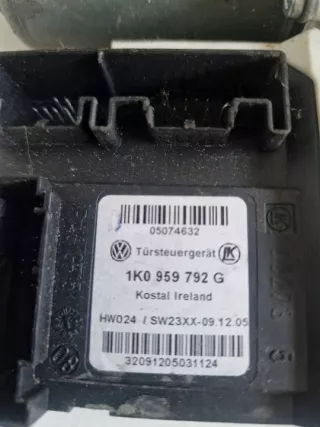 05074632
Türsteuergerät
1K0 959 792 G
Kostal Ireland
HW024 / SW23XX-09.12.05
32091205031124